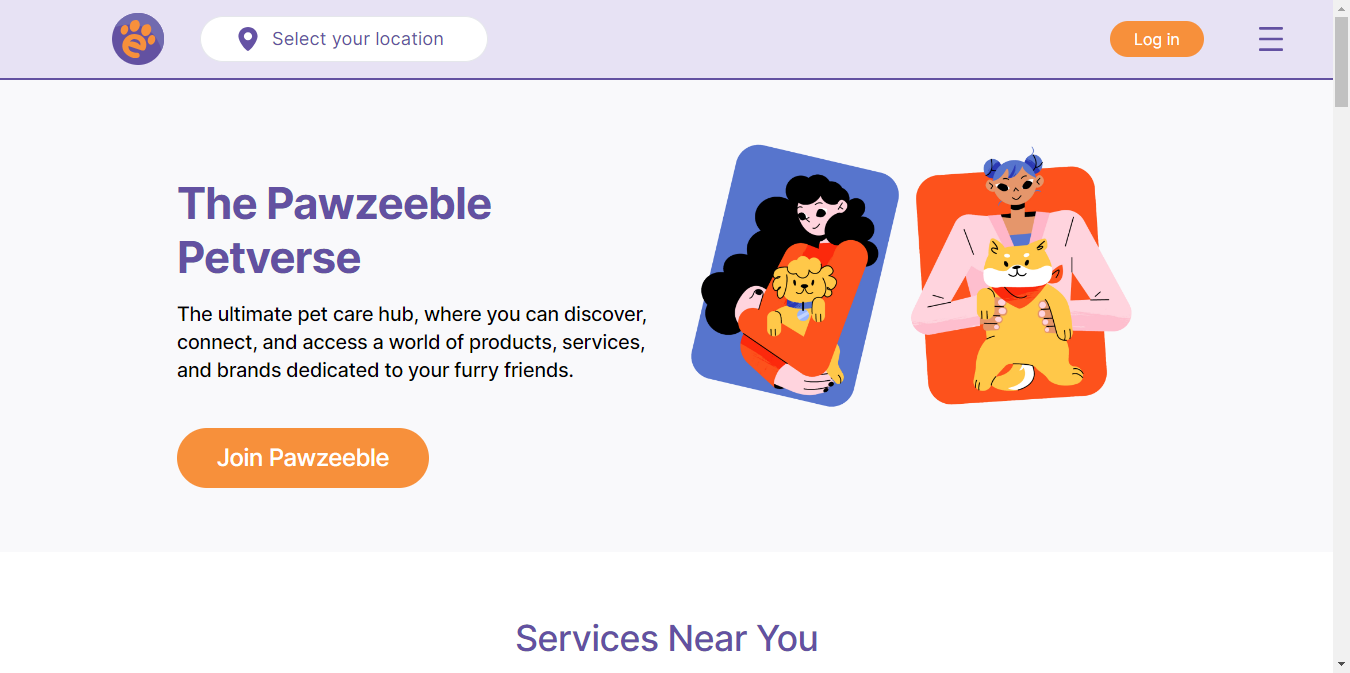 Select your location
Log in
The Pawzeeble
Petverse
The ultimate pet care hub, where you can discover,
connect, and access a world of products, services,
and brands dedicated to your furry friends.
Join Pawzeeble
Services Near You